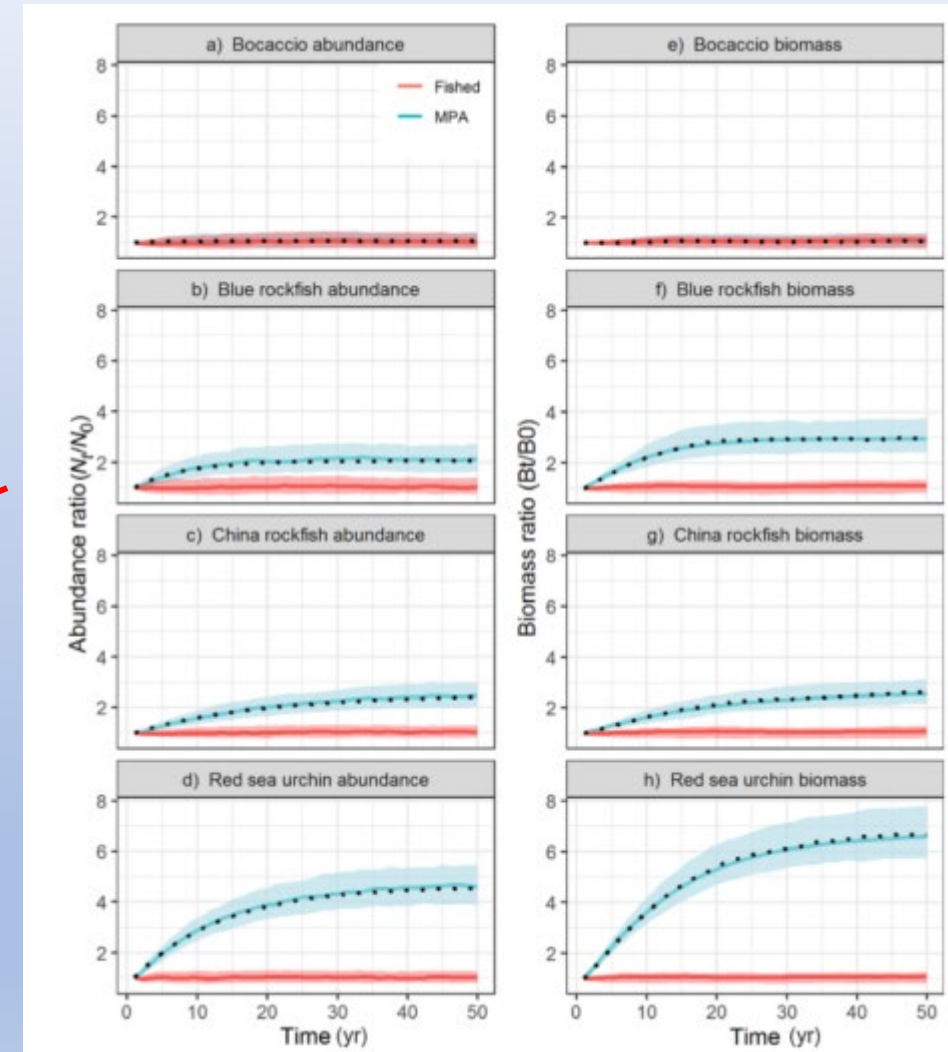 a) Bocaccio abundance
e) Bocaccio biomass
Fished
MPA
8
6
4
2
8
6
4
2
b) Blue rockfish abundance
f) Blue rockfish biomass
8
6
4
2
8
6
4
2
Abundance ratio (Nt/N0)
Biomass ratio (Bt/B0)
c) China rockfish abundance
g) China rockfish biomass
8
6
4
2
8
6
4
2
d) Red sea urchin abundance
h) Red sea urchin biomass
8
6
4
2
8
6
4
2
0 10 20 30 40 50
0 10 20 30 40 50
Time (yr)
Time (yr)